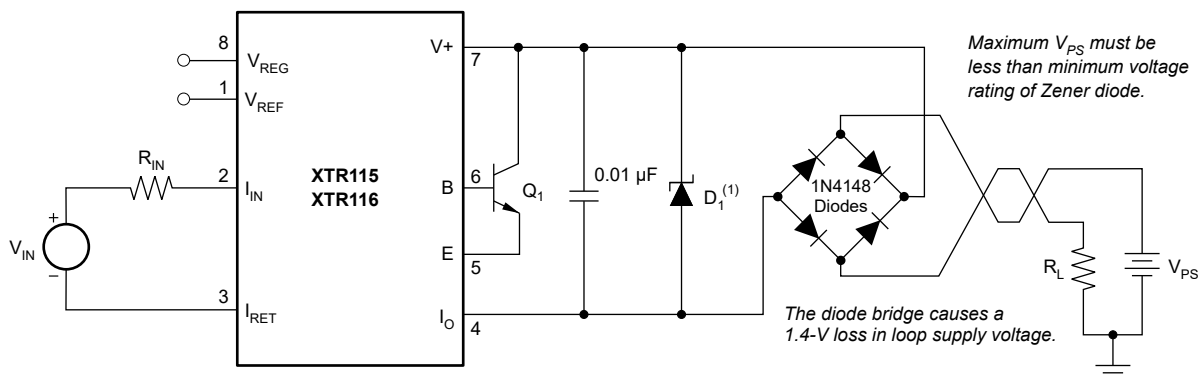 8
V_REG
1
V_REF
V+
7
Maximum V_PS must be
less than minimum voltage
rating of Zener diode.
R_IN
2
I_IN
XTR115
XTR116
B
6
Q_1
0.01 µF
D_1^(1)
1N4148
Diodes
+
V_IN
−
E
5
R_L
V_PS
3
I_RET
I_O
4
The diode bridge causes a
1.4-V loss in loop supply voltage.